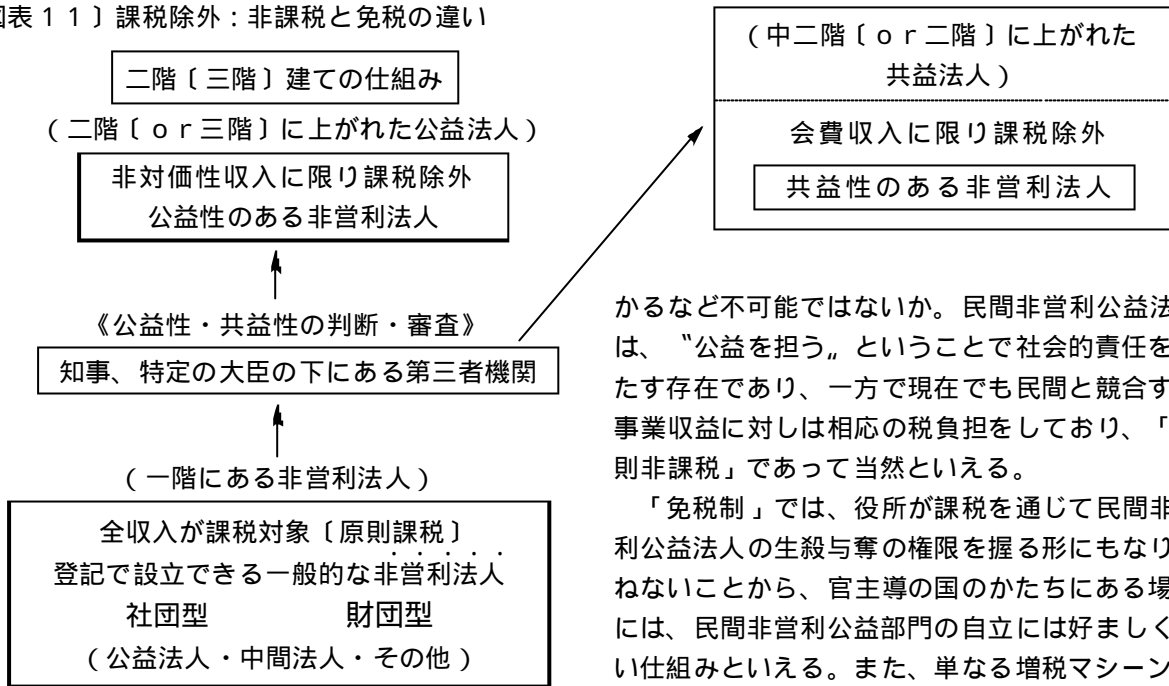 図表１１〕課税除外：非課税と免税の違い
二階〔三階〕建ての仕組み
（二階〔ｏｒ三階〕に上がれた公益法人）
非対価性収入に限り課税除外
公益性のある非営利法人
《公益性・共益性の判断・審査》
知事、特定の大臣の下にある第三者機関
（一階にある非営利法人）
全収入が課税対象〔原則課税〕
登記で設立できる一般的な非営利法人
社団型　　　財団型
（公益法人・中間法人・その他）
（中二階〔ｏｒ二階〕に上がれた
共益法人）
会費収入に限り課税除外
共益性のある非営利法人
かるなど不可能ではないか。民間非営利公益法
は、〝公益を担う〟ということで社会的責任を
たす存在であり、一方で現在でも民間と競合す
事業収益に対しは相応の税負担をしており、「
則非課税」であって当然といえる。
「免税制」では、役所が課税を通じて民間非
利公益法人の生殺与奪の権限を握る形にもなり
ねないことから、官主導の国のかたちにある場
には、民間非営利公益部門の自立には好ましく
い仕組みといえる。また、単なる増税マシーン